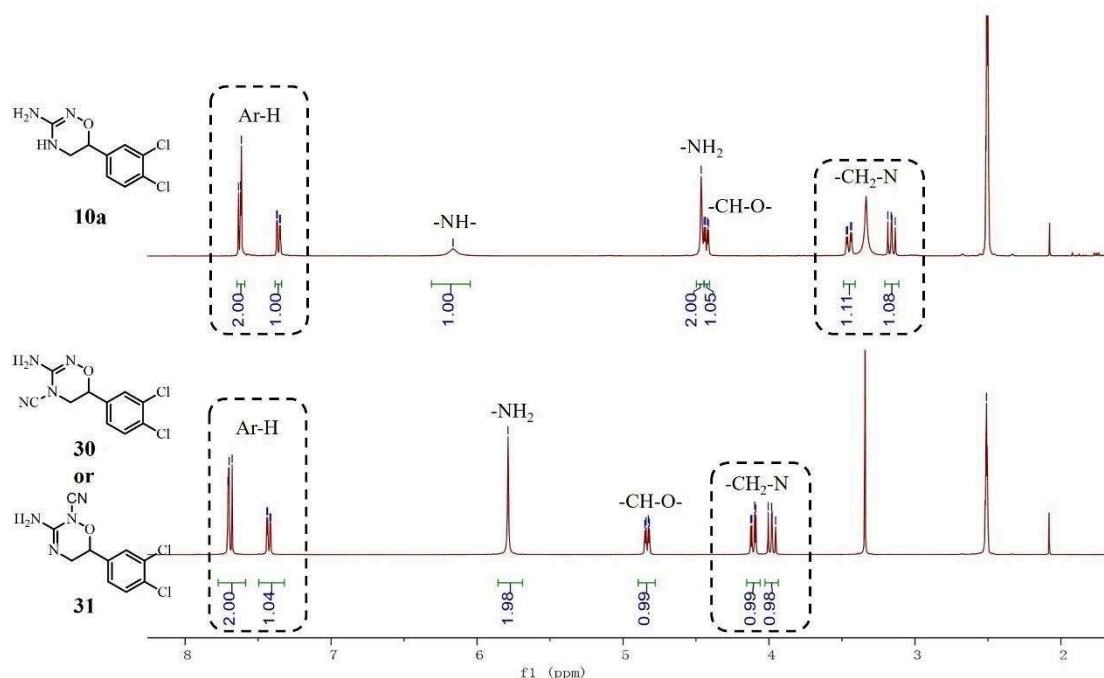 H₂N
N
O
HN
Cl
Cl
10a
Ar-H
-NH-
-NH₂
-CH-O-
-CH₂-N
2.00
1.00
1.00
2.00
1.05
1.11
1.08
H₂N
N
O
N
NC
Cl
Cl
30
or
CN
H₂N
N
O
N
Cl
Cl
31
Ar-H
-NH₂
-CH-O-
-CH₂-N
2.00
1.04
1.98
0.99
0.99
0.98
8 7 6 5 4 3 2
f1 (ppm)